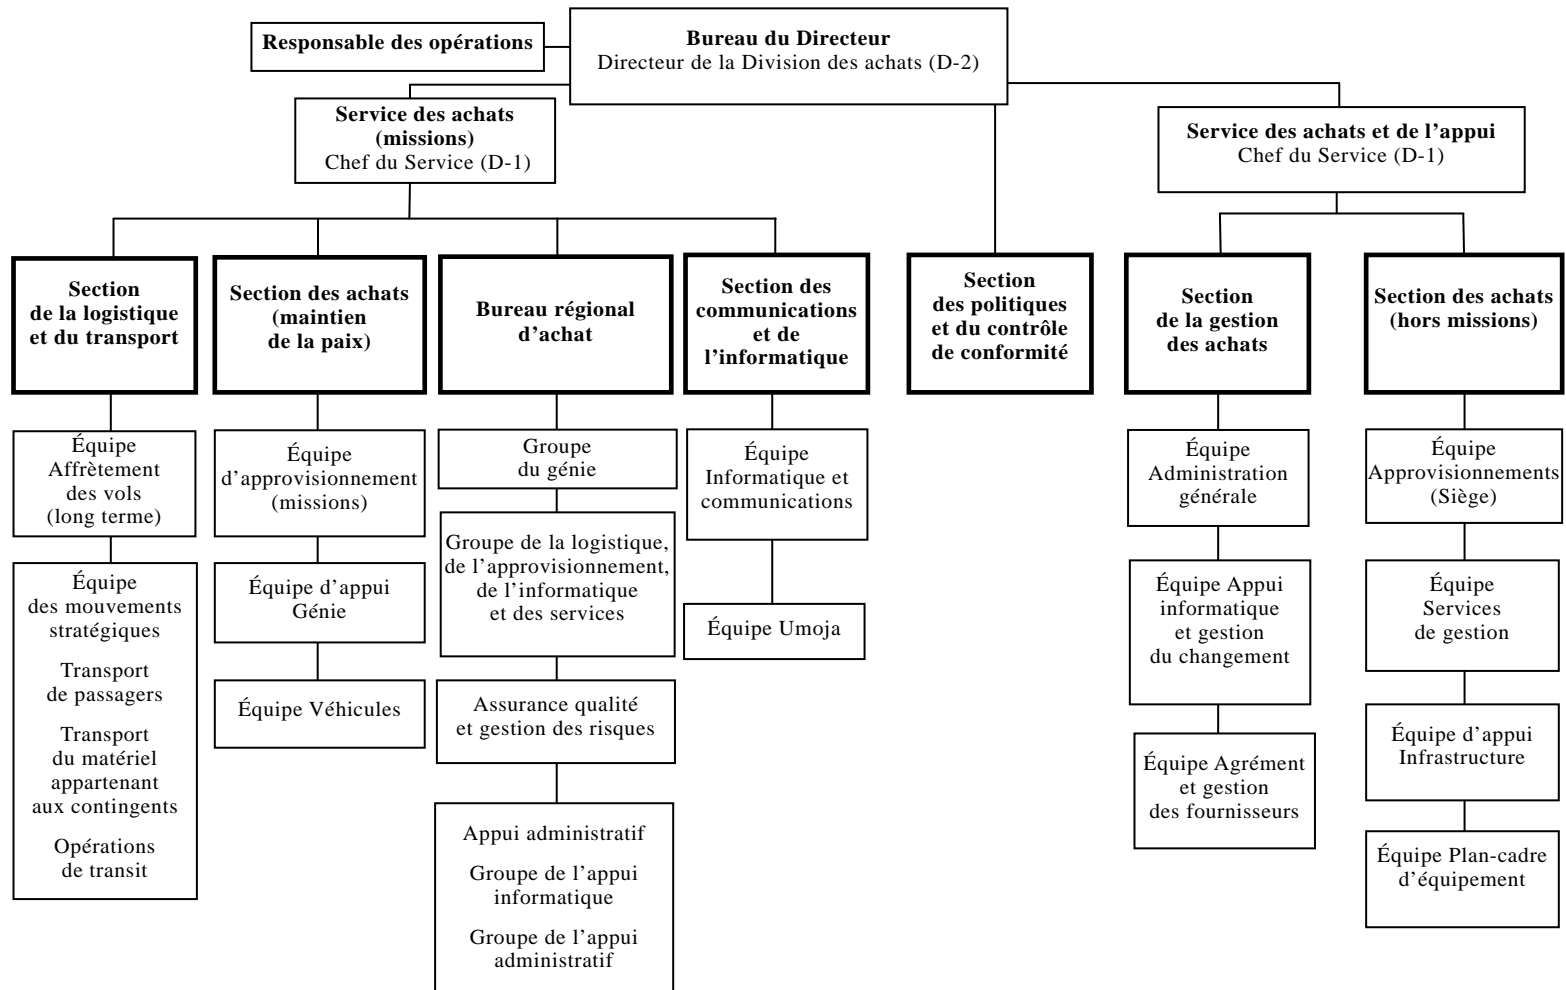 Responsable des opérations
Bureau du Directeur
Directeur de la Division des achats (D-2)
Service des achats
(missions)
Chef du Service (D-1)
Service des achats et de l’appui
Chef du Service (D-1)
Section
de la logistique
et du transport
Section des achats
(maintien
de la paix)
Bureau régional
d’achat
Section des
communications
et de
l’informatique
Section
des politiques
et du contrôle
de conformité
Section
de la gestion
des achats
Section des achats
(hors missions)
Équipe
Affrètement
des vols
(long terme)
Équipe
des mouvements
stratégiques
Transport
de passagers
Transport
du matériel
appartenant
aux contingents
Opérations
de transit
Équipe
d’approvisionnement
(missions)
Équipe d’appui
Génie
Équipe Véhicules
Groupe
du génie
Groupe de la logistique,
de l’approvisionnement,
de l’informatique
et des services
Assurance qualité
et gestion des risques
Appui administratif
Groupe de l’appui
informatique
Groupe de l’appui
administratif
Équipe
Informatique et
communications
Équipe Umoja
Équipe
Administration
générale
Équipe Appui
informatique
et gestion
du changement
Équipe Agrément
et gestion
des fournisseurs
Équipe
Approvisionnements
(Siège)
Équipe
Services
de gestion
Équipe d’appui
Infrastructure
Équipe Plan-cadre
d’équipement